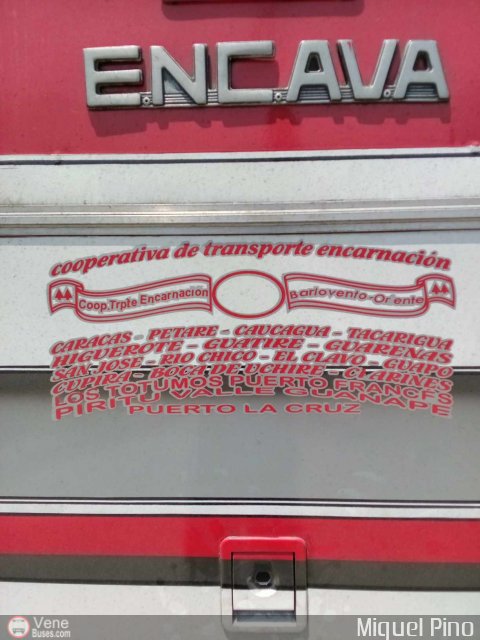 ENCAVA
cooperativa de transporte encarnación
Coop.Trpte Encarnación
Barlovento-Oriente
CARACAS - PETARE - CAUCAGUA - TACARIGUA
HIGUEROTE - GUATIRE - GUARENAS
SAN JOSE - RIO CHICO - EL CLAVO - GUAPO
CUPIRA - BOCA DE UCHIRE - CLARINES
LOS TOTUMOS PUERTO FRANCES
PIRITU VALLE GUANAPE
PUERTO LA CRUZ
Vene
Buses.com
Miguel Pino